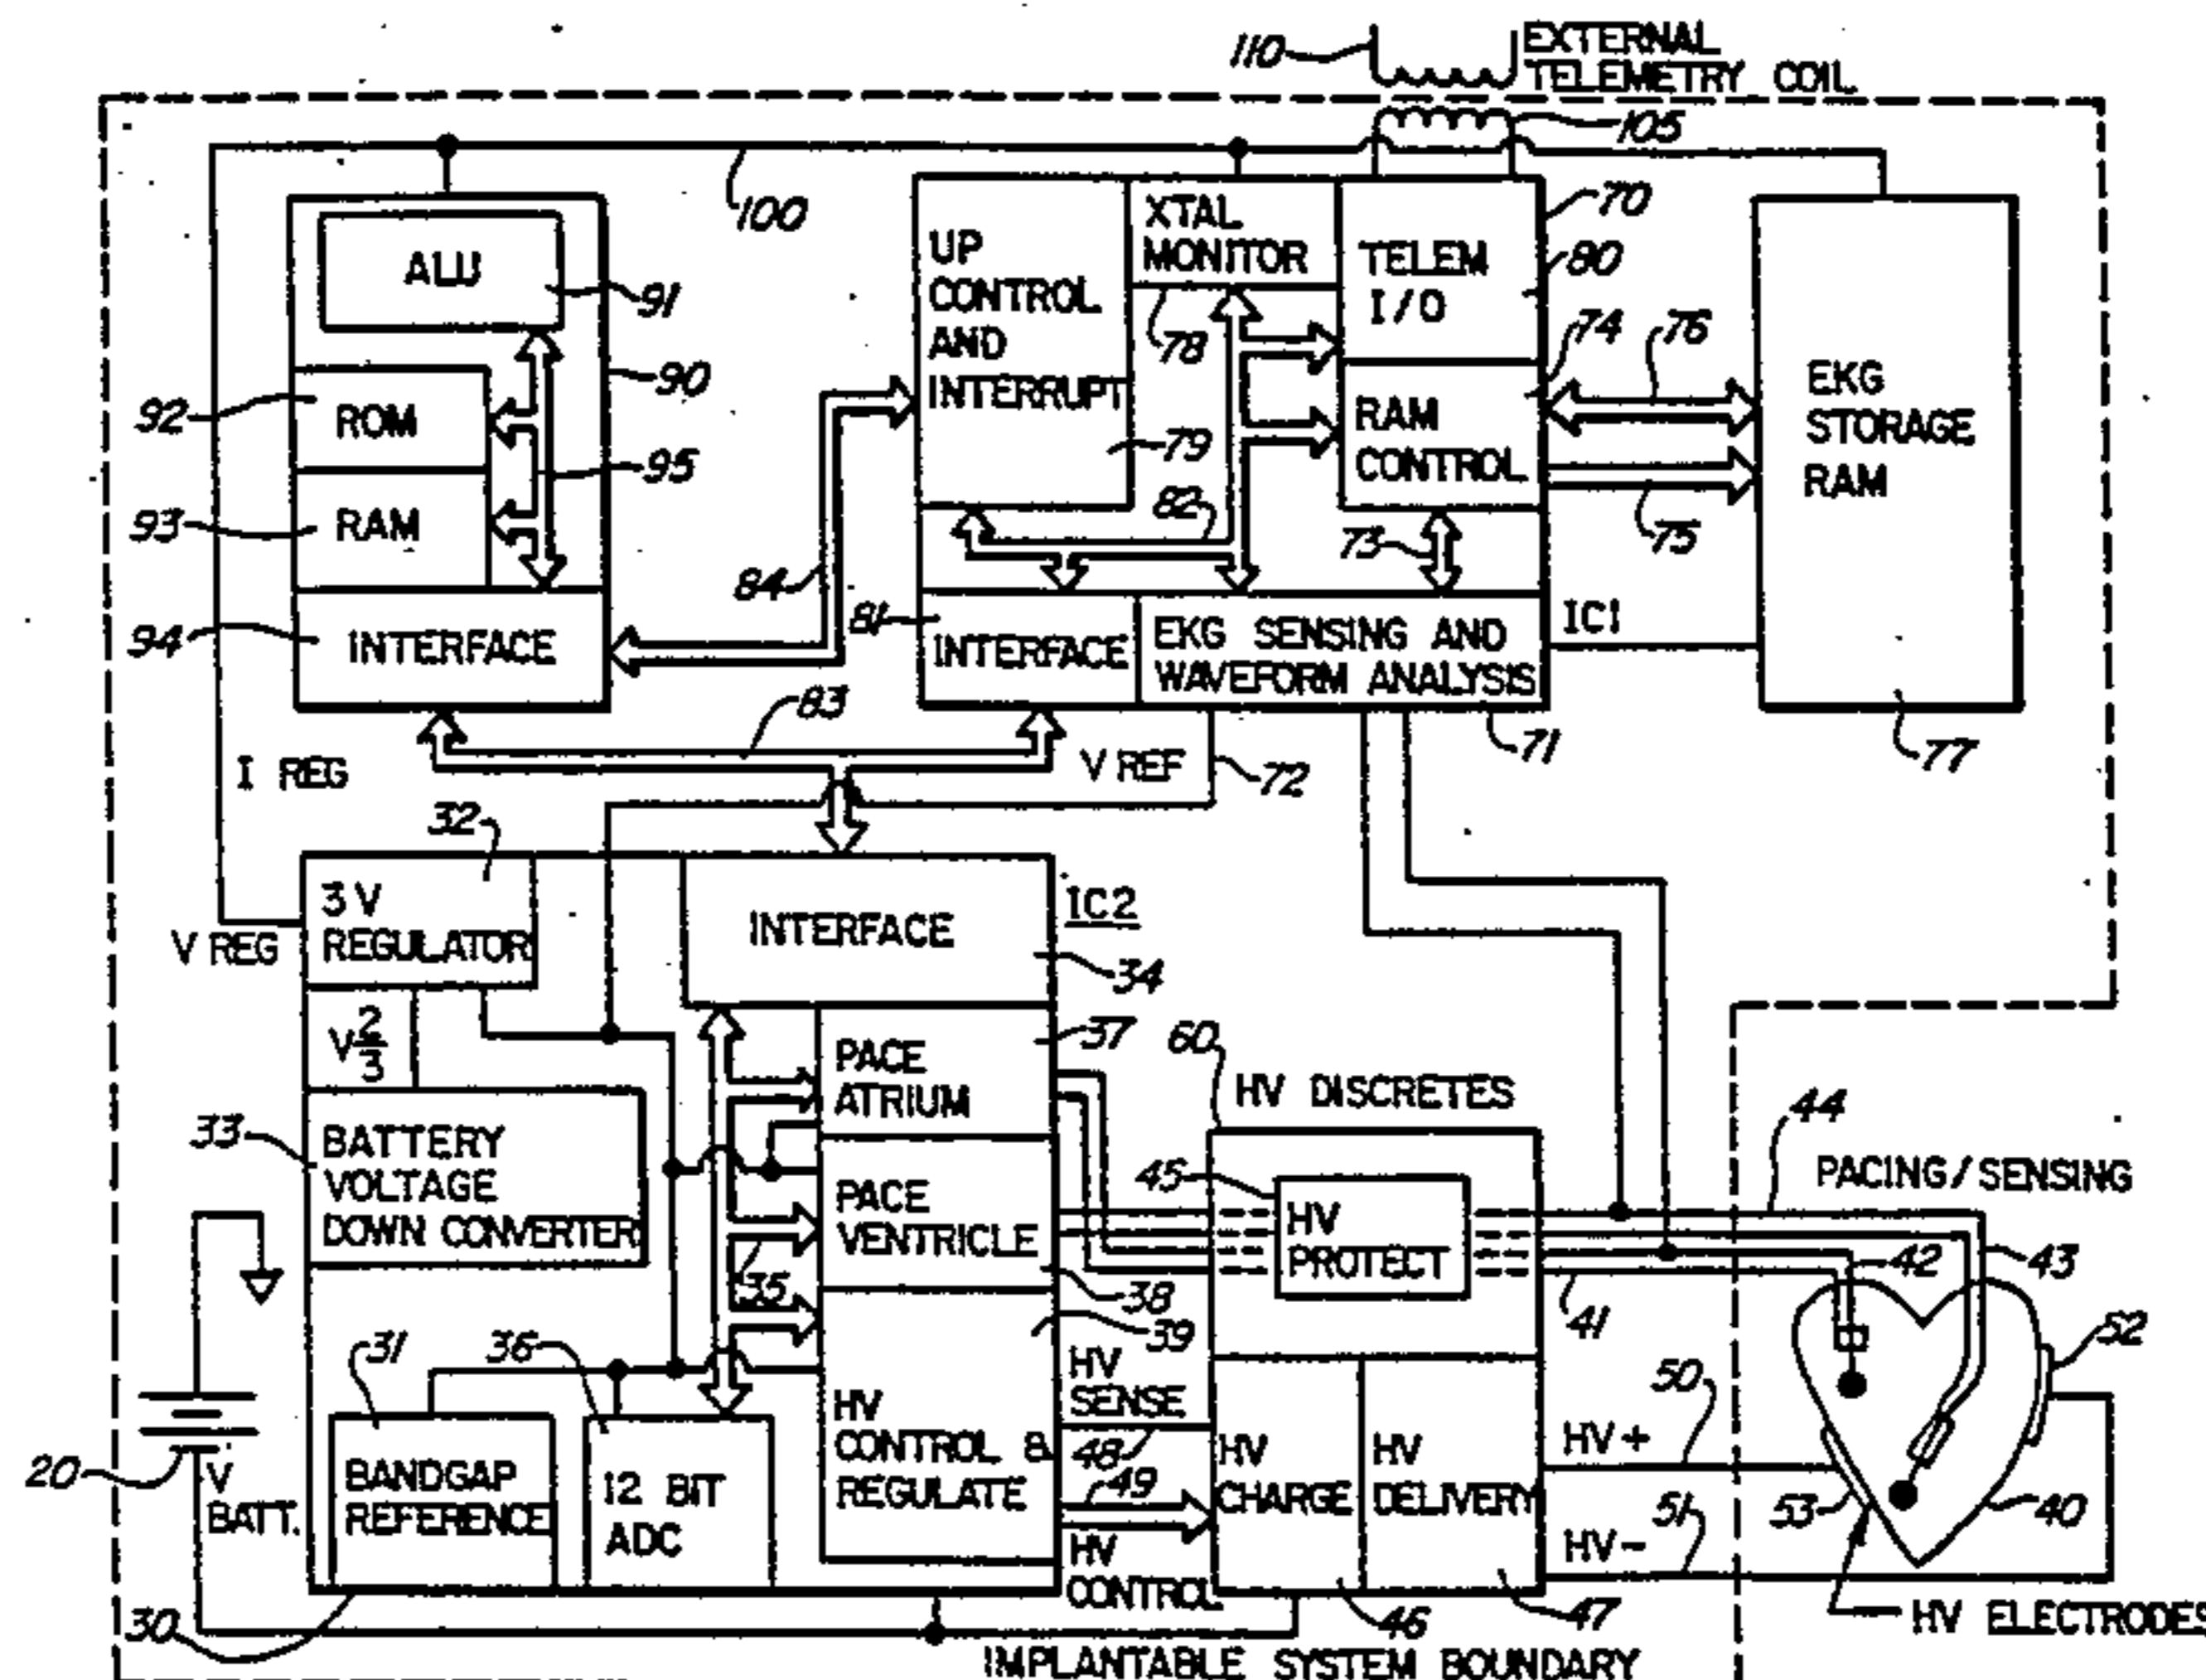 110
EXTERNAL
TELEMETRY COIL
105
100
ALU
91
90
92
ROM
95
93
RAM
94
INTERFACE
UP
CONTROL
AND
INTERRUPT
79
XTAL
MONITOR
78
TELEM
I/O
70
80
74
RAM
CONTROL
76
75
EKG
STORAGE
RAM
77
82
73
84
81
INTERFACE
EKG SENSING AND
WAVEFORM ANALYSIS
71
IC1
83
I REG
V REF
72
32
3V
REGULATOR
V REG
INTERFACE
IC2
34
V 2/3
33
BATTERY
VOLTAGE
DOWN CONVERTER
PACE
ATRIUM
37
PACE
VENTRICLE
38
35
39
31
36
BANDGAP
REFERENCE
12 BIT
ADC
HV
CONTROL &
REGULATE
HV
SENSE
48
49
HV
CONTROL
20
V
BATT.
30
60
HV DISCRETES
45
HV
PROTECT
HV
CHARGE
HV
DELIVERY
46
47
44
PACING/SENSING
42
43
41
52
50
HV+
51
HV-
53
40
HV ELECTRODES
IMPLANTABLE SYSTEM BOUNDARY